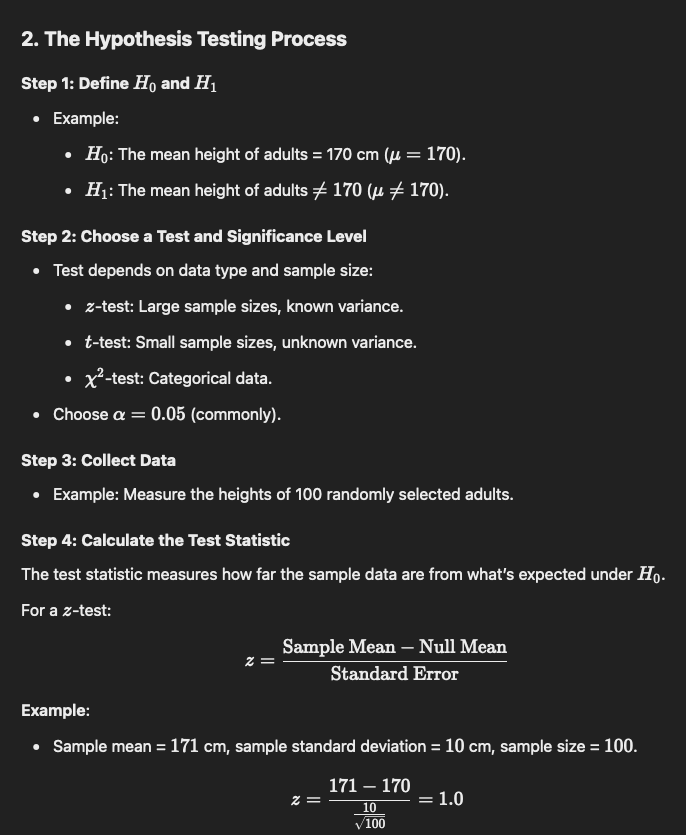 2. The Hypothesis Testing Process
Step 1: Define H₀ and H₁
• Example:
• H₀: The mean height of adults = 170 cm (μ = 170).
• H₁: The mean height of adults ≠ 170 (μ ≠ 170).
Step 2: Choose a Test and Significance Level
• Test depends on data type and sample size:
• z-test: Large sample sizes, known variance.
• t-test: Small sample sizes, unknown variance.
• χ²-test: Categorical data.
• Choose α = 0.05 (commonly).
Step 3: Collect Data
• Example: Measure the heights of 100 randomly selected adults.
Step 4: Calculate the Test Statistic
The test statistic measures how far the sample data are from what's expected under H₀.
For a z-test:
z = (Sample Mean − Null Mean) / (Standard Error)
Example:
• Sample mean = 171 cm, sample standard deviation = 10 cm, sample size = 100.
z = (171 − 170) / (10 / √100) = 1.0